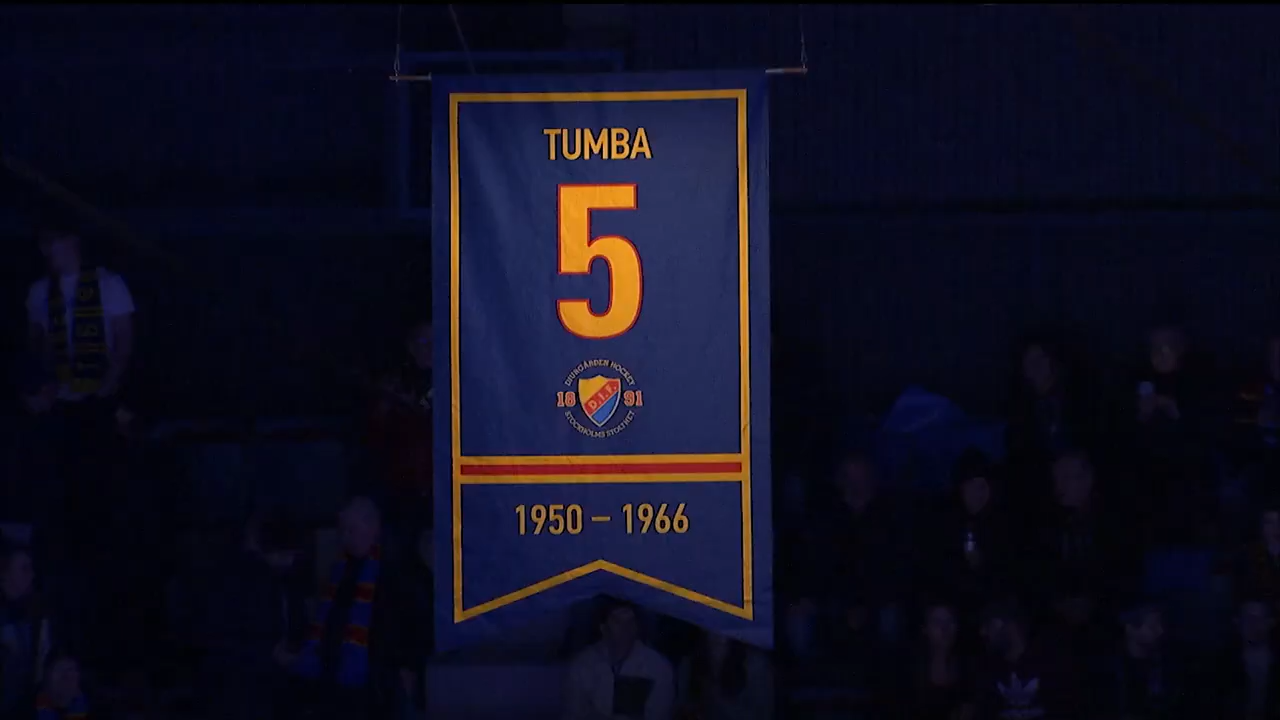 TUMBA
5
DJURGÅRDEN HOCKEY
18 91
D.I.F.
STOCKHOLMS STOLTHET
1950 – 1966